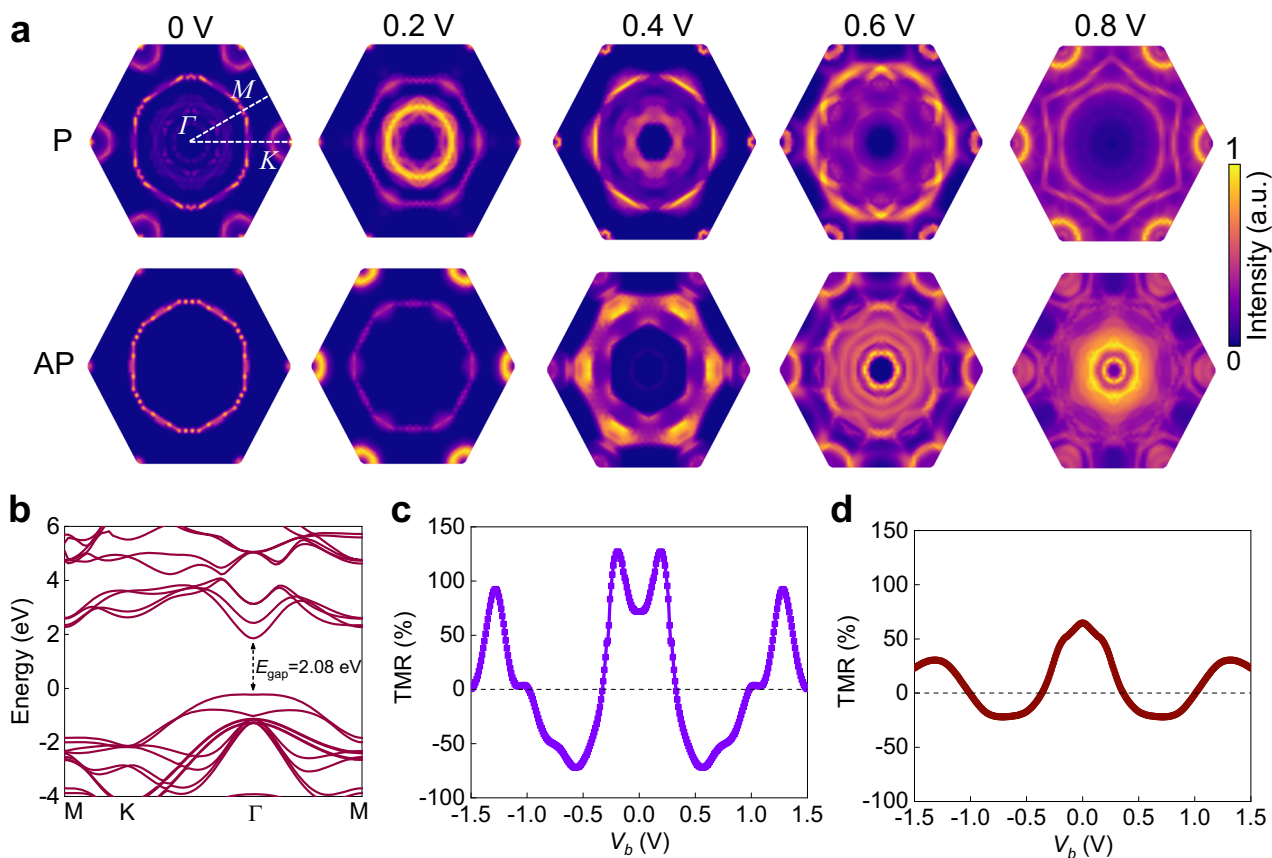 a
0 V 0.2 V 0.4 V 0.6 V 0.8 V
P
M
Γ
K
AP
1
Intensity (a.u.)
0
b
6
4
2
0
-2
-4
Energy (eV)
E_gap=2.08 eV
M K Γ M
c
150
100
50
0
-50
-100
TMR (%)
-1.5 -1.0 -0.5 0.0 0.5 1.0 1.5
V_b (V)
d
150
100
50
0
-50
-100
TMR (%)
-1.5 -1.0 -0.5 0.0 0.5 1.0 1.5
V_b (V)